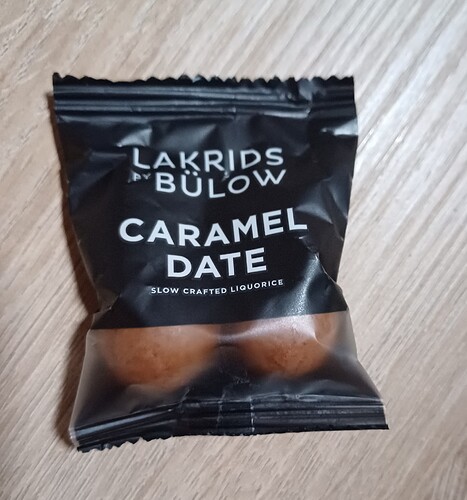 LAKRIDS
BY BÜLOW
CARAMEL
DATE
SLOW CRAFTED LIQUORICE